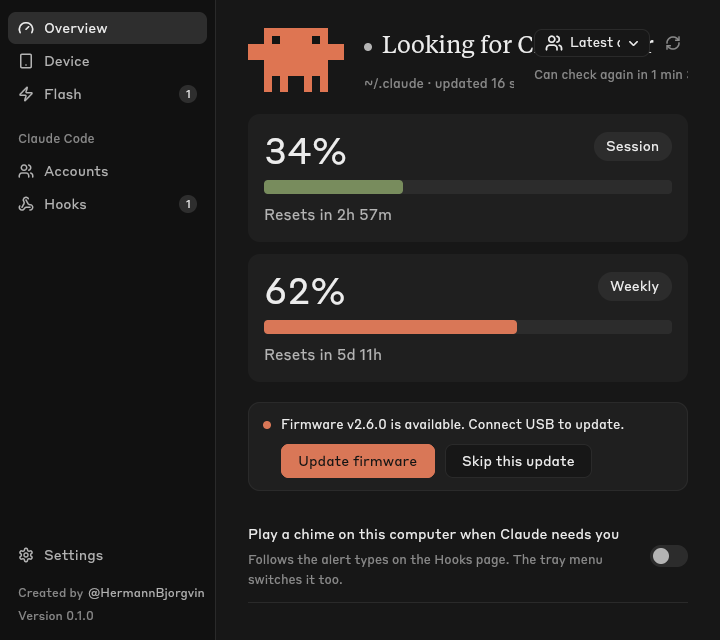 Overview
Device
Flash
1
Claude Code
Accounts
Hooks
1
Settings
Created by @HermannBjorgvin
Version 0.1.0
Looking for C
Latest
~/.claude · updated 16 s
Can check again in 1 min
34%
Session
Resets in 2h 57m
62%
Weekly
Resets in 5d 11h
Firmware v2.6.0 is available. Connect USB to update.
Update firmware
Skip this update
Play a chime on this computer when Claude needs you
Follows the alert types on the Hooks page. The tray menu
switches it too.